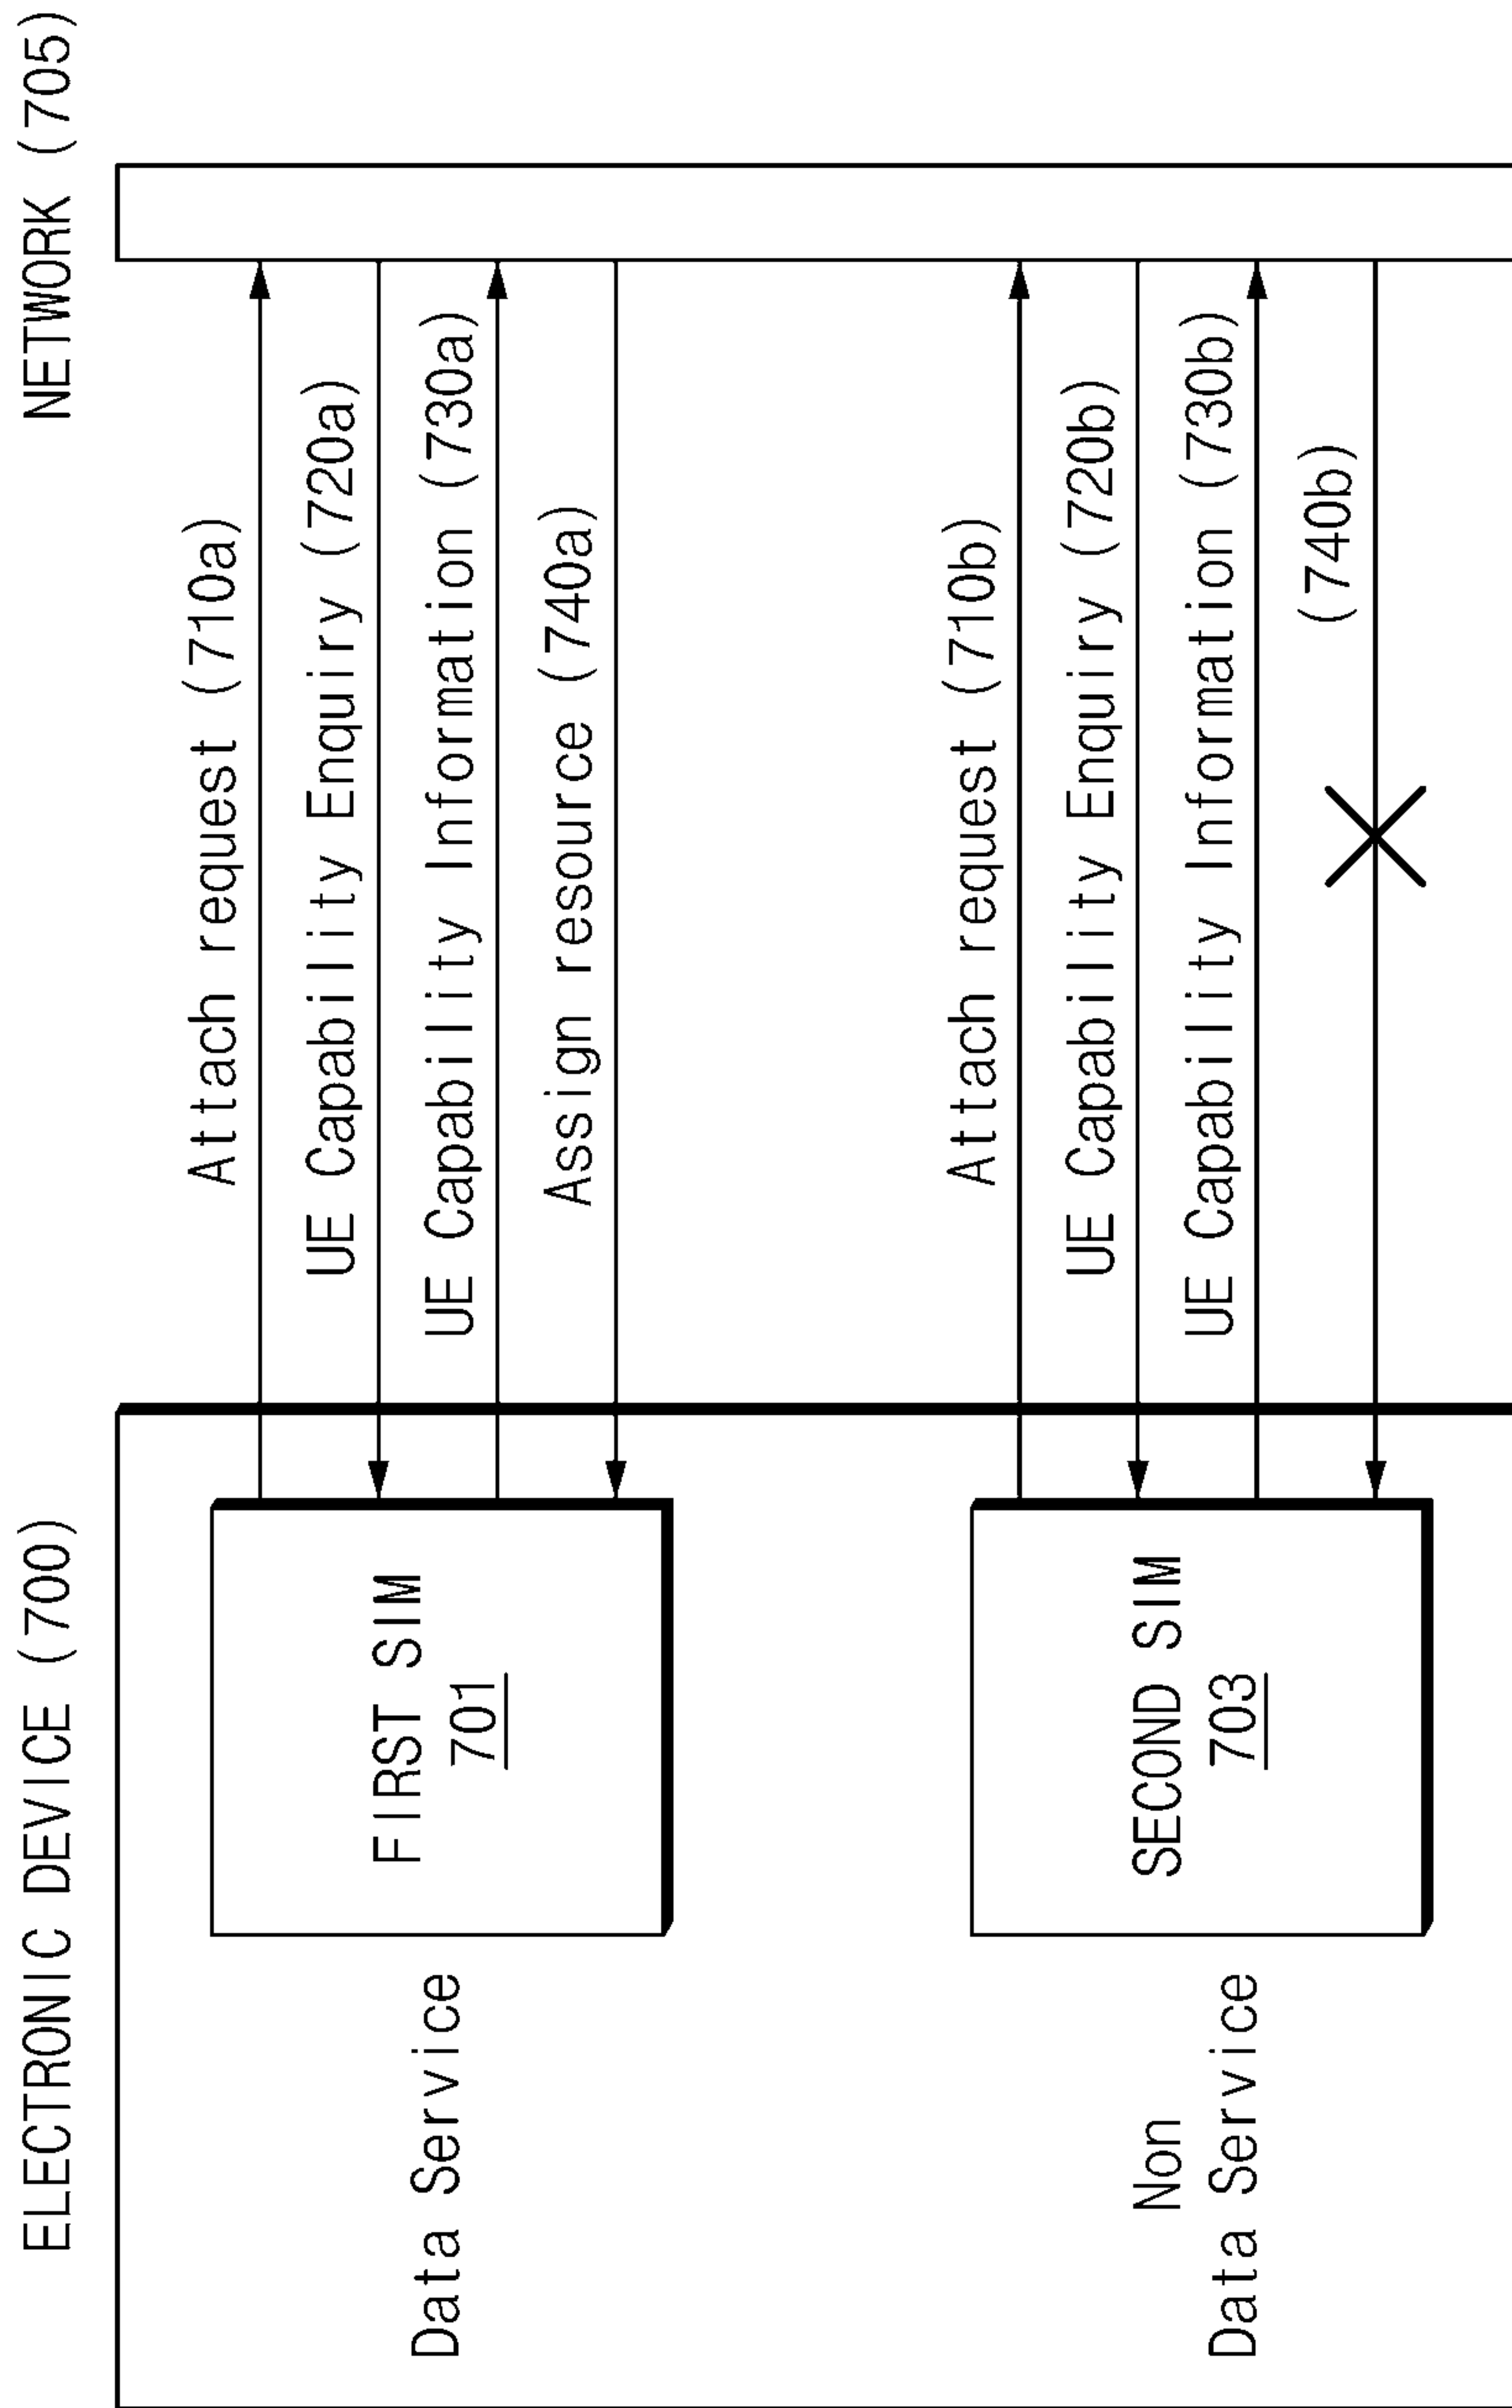 ELECTRONIC DEVICE (700)
NETWORK (705)
Data Service
FIRST SIM
701
Attach request (710a)
UE Capability Enquiry (720a)
UE Capability Information (730a)
Assign resource (740a)
Non
Data Service
SECOND SIM
703
Attach request (710b)
UE Capability Enquiry (720b)
UE Capability Information (730b)
(740b)